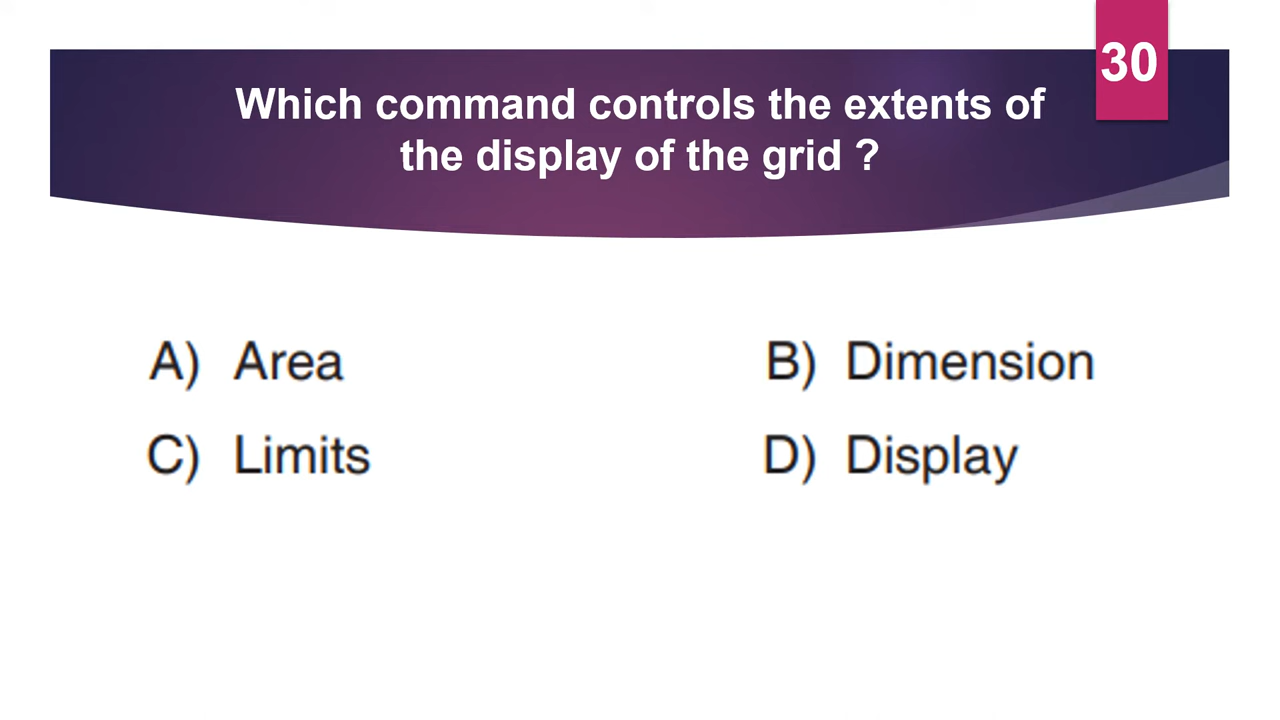 30
Which command controls the extents of
the display of the grid ?
A) Area
B) Dimension
C) Limits
D) Display